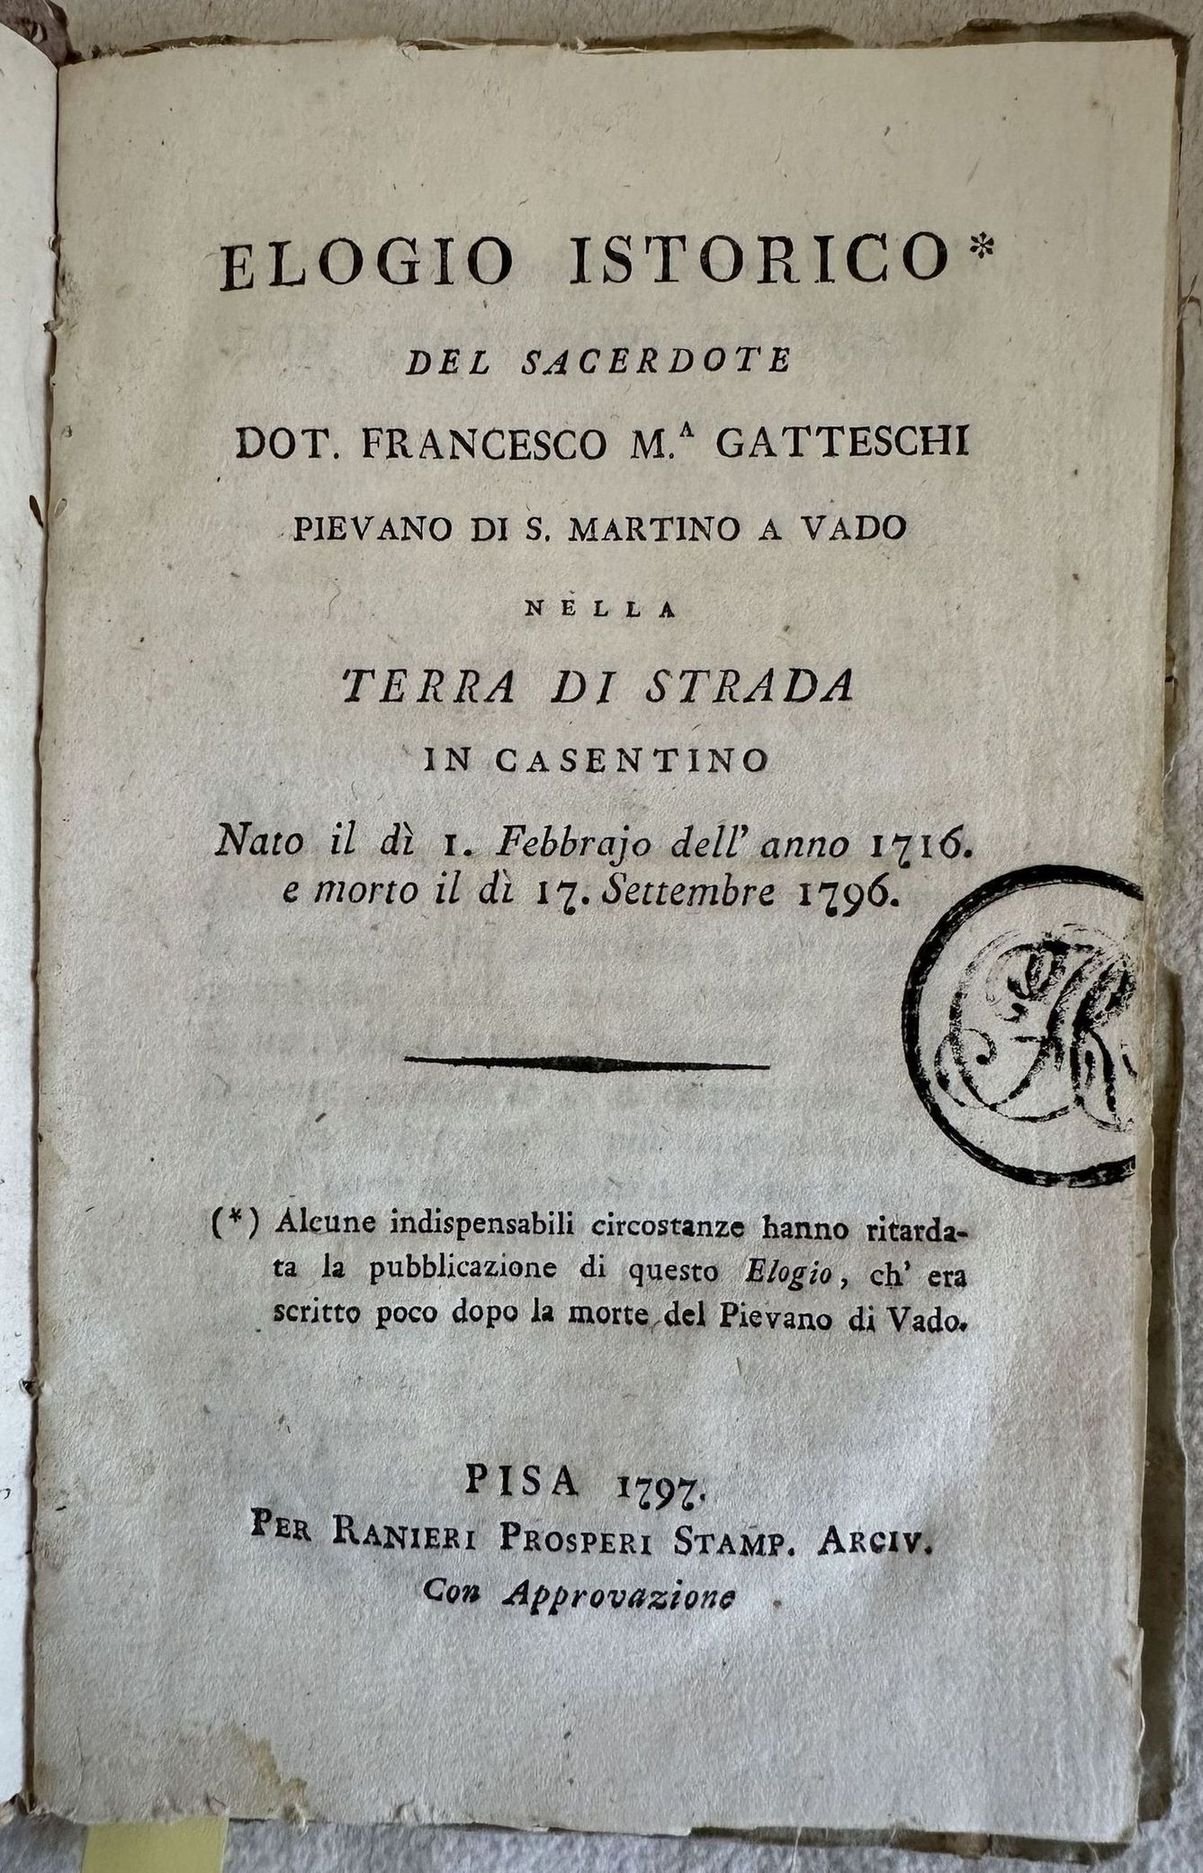 ELOGIO ISTORICO*
DEL SACERDOTE
DOT. FRANCESCO M.ᴬ GATTESCHI
PIEVANO DI S. MARTINO A VADO
NELLA
TERRA DI STRADA
IN CASENTINO
Nato il dì 1. Febbrajo dell' anno 1716.
e morto il dì 17. Settembre 1796.
(*) Alcune indispensabili circostanze hanno ritarda-
ta la pubblicazione di questo Elogio, ch' era
scritto poco dopo la morte del Pievano di Vado.
PISA 1797.
PER RANIERI PROSPERI STAMP. ARCIV.
Con Approvazione